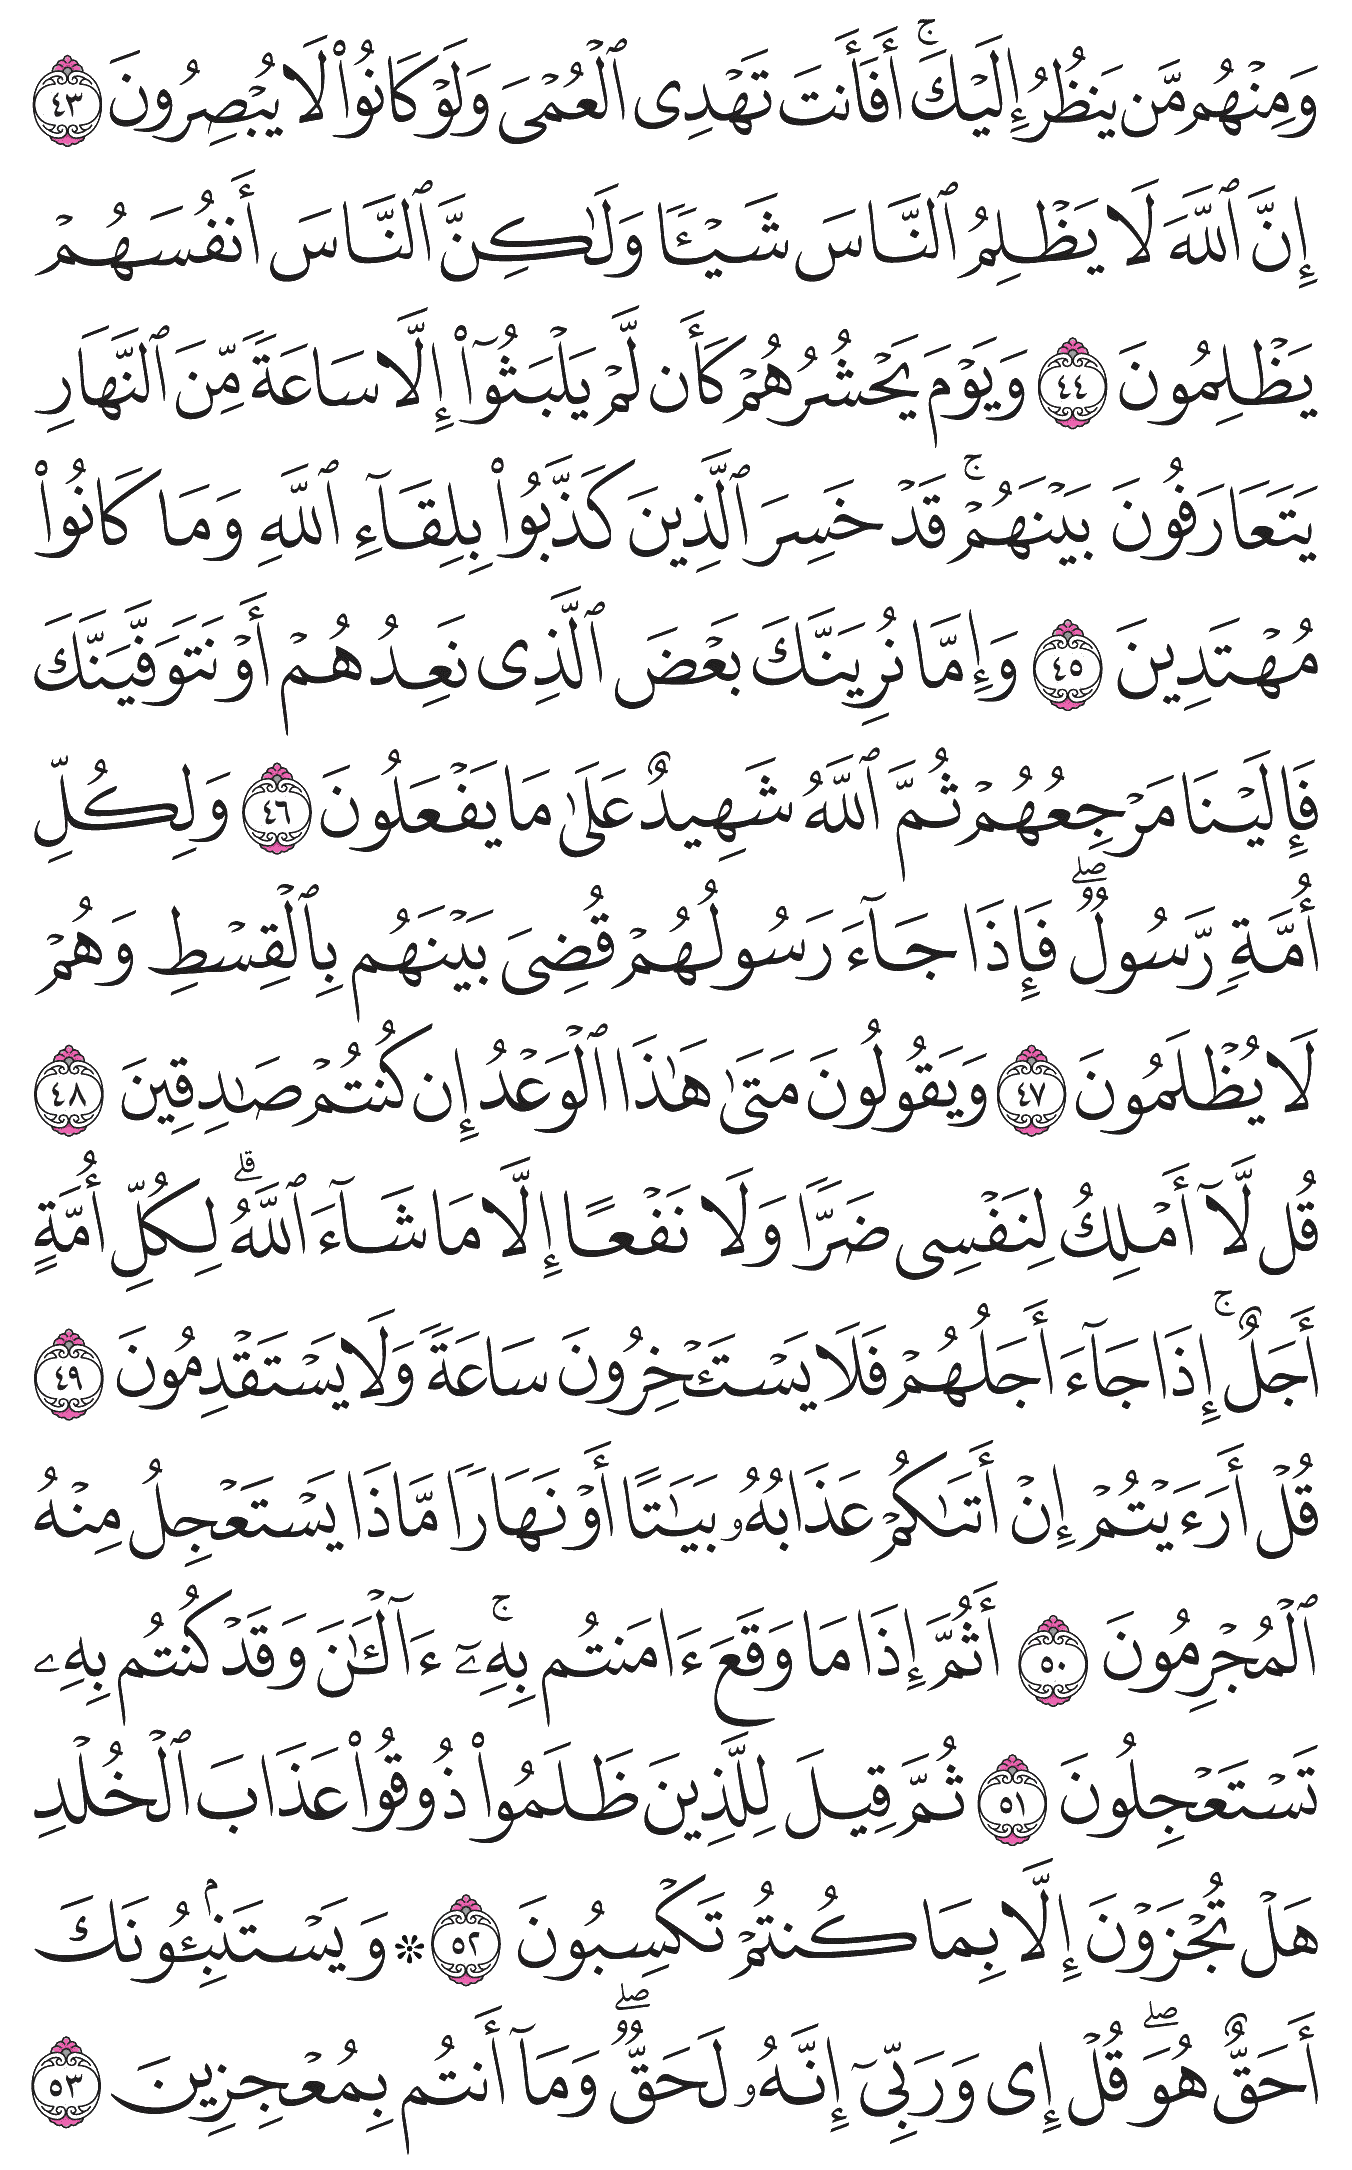 وَمِنْهُم مَّن يَنظُرُ إِلَيْكَ ۚ أَفَأَنتَ تَهْدِى ٱلْعُمْىَ وَلَوْ كَانُوا۟ لَا يُبْصِرُونَ ٤٣
إِنَّ ٱللَّهَ لَا يَظْلِمُ ٱلنَّاسَ شَيْـًٔا وَلَـٰكِنَّ ٱلنَّاسَ أَنفُسَهُمْ
يَظْلِمُونَ ٤٤ وَيَوْمَ يَحْشُرُهُمْ كَأَن لَّمْ يَلْبَثُوٓا۟ إِلَّا سَاعَةً مِّنَ ٱلنَّهَارِ
يَتَعَارَفُونَ بَيْنَهُمْ ۚ قَدْ خَسِرَ ٱلَّذِينَ كَذَّبُوا۟ بِلِقَآءِ ٱللَّهِ وَمَا كَانُوا۟
مُهْتَدِينَ ٤٥ وَإِمَّا نُرِيَنَّكَ بَعْضَ ٱلَّذِى نَعِدُهُمْ أَوْ نَتَوَفَّيَنَّكَ
فَإِلَيْنَا مَرْجِعُهُمْ ثُمَّ ٱللَّهُ شَهِيدٌ عَلَىٰ مَا يَفْعَلُونَ ٤٦ وَلِكُلِّ
أُمَّةٍ رَّسُولٌ ۖ فَإِذَا جَآءَ رَسُولُهُمْ قُضِىَ بَيْنَهُم بِٱلْقِسْطِ وَهُمْ
لَا يُظْلَمُونَ ٤٧ وَيَقُولُونَ مَتَىٰ هَـٰذَا ٱلْوَعْدُ إِن كُنتُمْ صَـٰدِقِينَ ٤٨
قُل لَّآ أَمْلِكُ لِنَفْسِى ضَرًّا وَلَا نَفْعًا إِلَّا مَا شَآءَ ٱللَّهُ ۗ لِكُلِّ أُمَّةٍ
أَجَلٌ ۚ إِذَا جَآءَ أَجَلُهُمْ فَلَا يَسْتَـْٔخِرُونَ سَاعَةً وَلَا يَسْتَقْدِمُونَ ٤٩
قُلْ أَرَءَيْتُمْ إِنْ أَتَىٰكُمْ عَذَابُهُۥ بَيَـٰتًا أَوْ نَهَارًا مَّاذَا يَسْتَعْجِلُ مِنْهُ
ٱلْمُجْرِمُونَ ٥٠ أَثُمَّ إِذَا مَا وَقَعَ ءَامَنتُم بِهِۦٓ ۚ ءَآلْـَٔـٰنَ وَقَدْ كُنتُم بِهِۦ
تَسْتَعْجِلُونَ ٥١ ثُمَّ قِيلَ لِلَّذِينَ ظَلَمُوا۟ ذُوقُوا۟ عَذَابَ ٱلْخُلْدِ
هَلْ تُجْزَوْنَ إِلَّا بِمَا كُنتُمْ تَكْسِبُونَ ٥٢ ۞ وَيَسْتَنۢبِـُٔونَكَ
أَحَقٌّ هُوَ ۖ قُلْ إِى وَرَبِّىٓ إِنَّهُۥ لَحَقٌّ ۖ وَمَآ أَنتُم بِمُعْجِزِينَ ٥٣